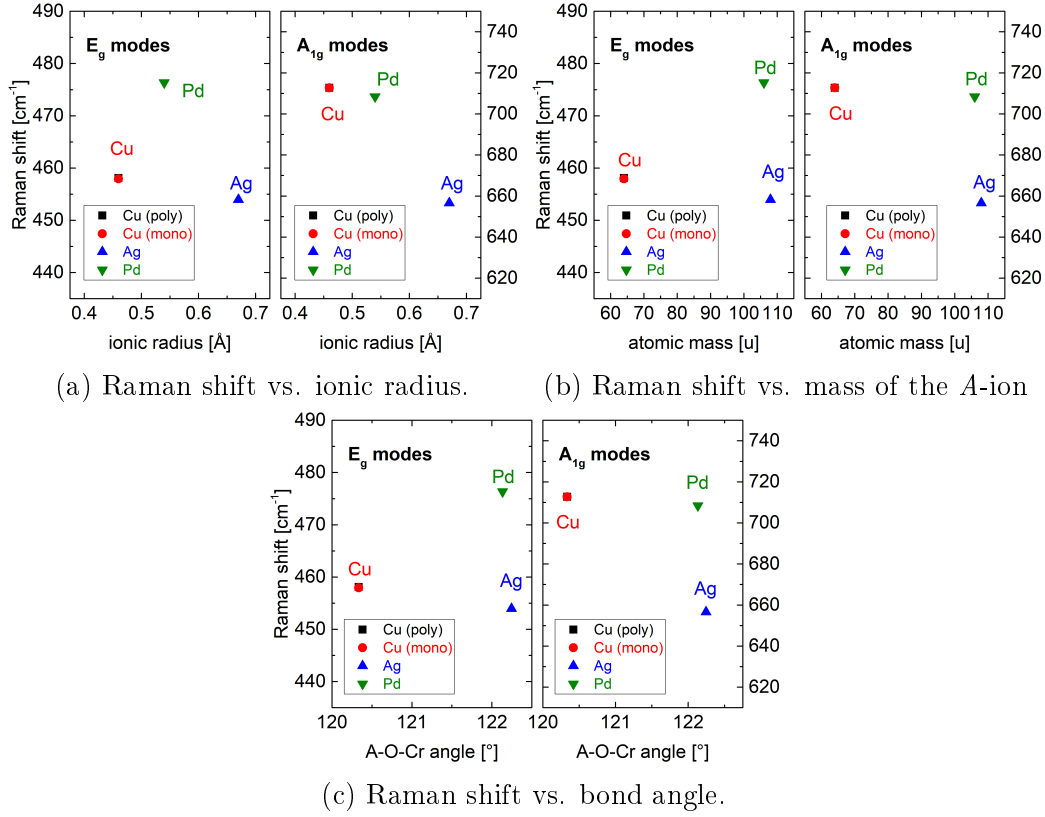 490
480
470
460
450
440
Raman shift [cm⁻¹]
E_g modes
Pd
Cu
Ag
Cu (poly)
Cu (mono)
Ag
Pd
0.4 0.5 0.6 0.7
ionic radius [Å]
A_1g modes
Pd
Cu
Ag
Cu (poly)
Cu (mono)
Ag
Pd
0.4 0.5 0.6 0.7
ionic radius [Å]
740
720
700
680
660
640
620
(a) Raman shift vs. ionic radius.
490
480
470
460
450
440
Raman shift [cm⁻¹]
E_g modes
Pd
Cu
Ag
Cu (poly)
Cu (mono)
Ag
Pd
60 70 80 90 100 110
atomic mass [u]
A_1g modes
Pd
Cu
Ag
Cu (poly)
Cu (mono)
Ag
Pd
60 70 80 90 100 110
atomic mass [u]
740
720
700
680
660
640
620
(b) Raman shift vs. mass of the A-ion
490
480
470
460
450
440
Raman shift [cm⁻¹]
E_g modes
Pd
Cu
Ag
Cu (poly)
Cu (mono)
Ag
Pd
120 121 122
A-O-Cr angle [°]
A_1g modes
Pd
Cu
Ag
Cu (poly)
Cu (mono)
Ag
Pd
120 121 122
A-O-Cr angle [°]
740
720
700
680
660
640
620
(c) Raman shift vs. bond angle.